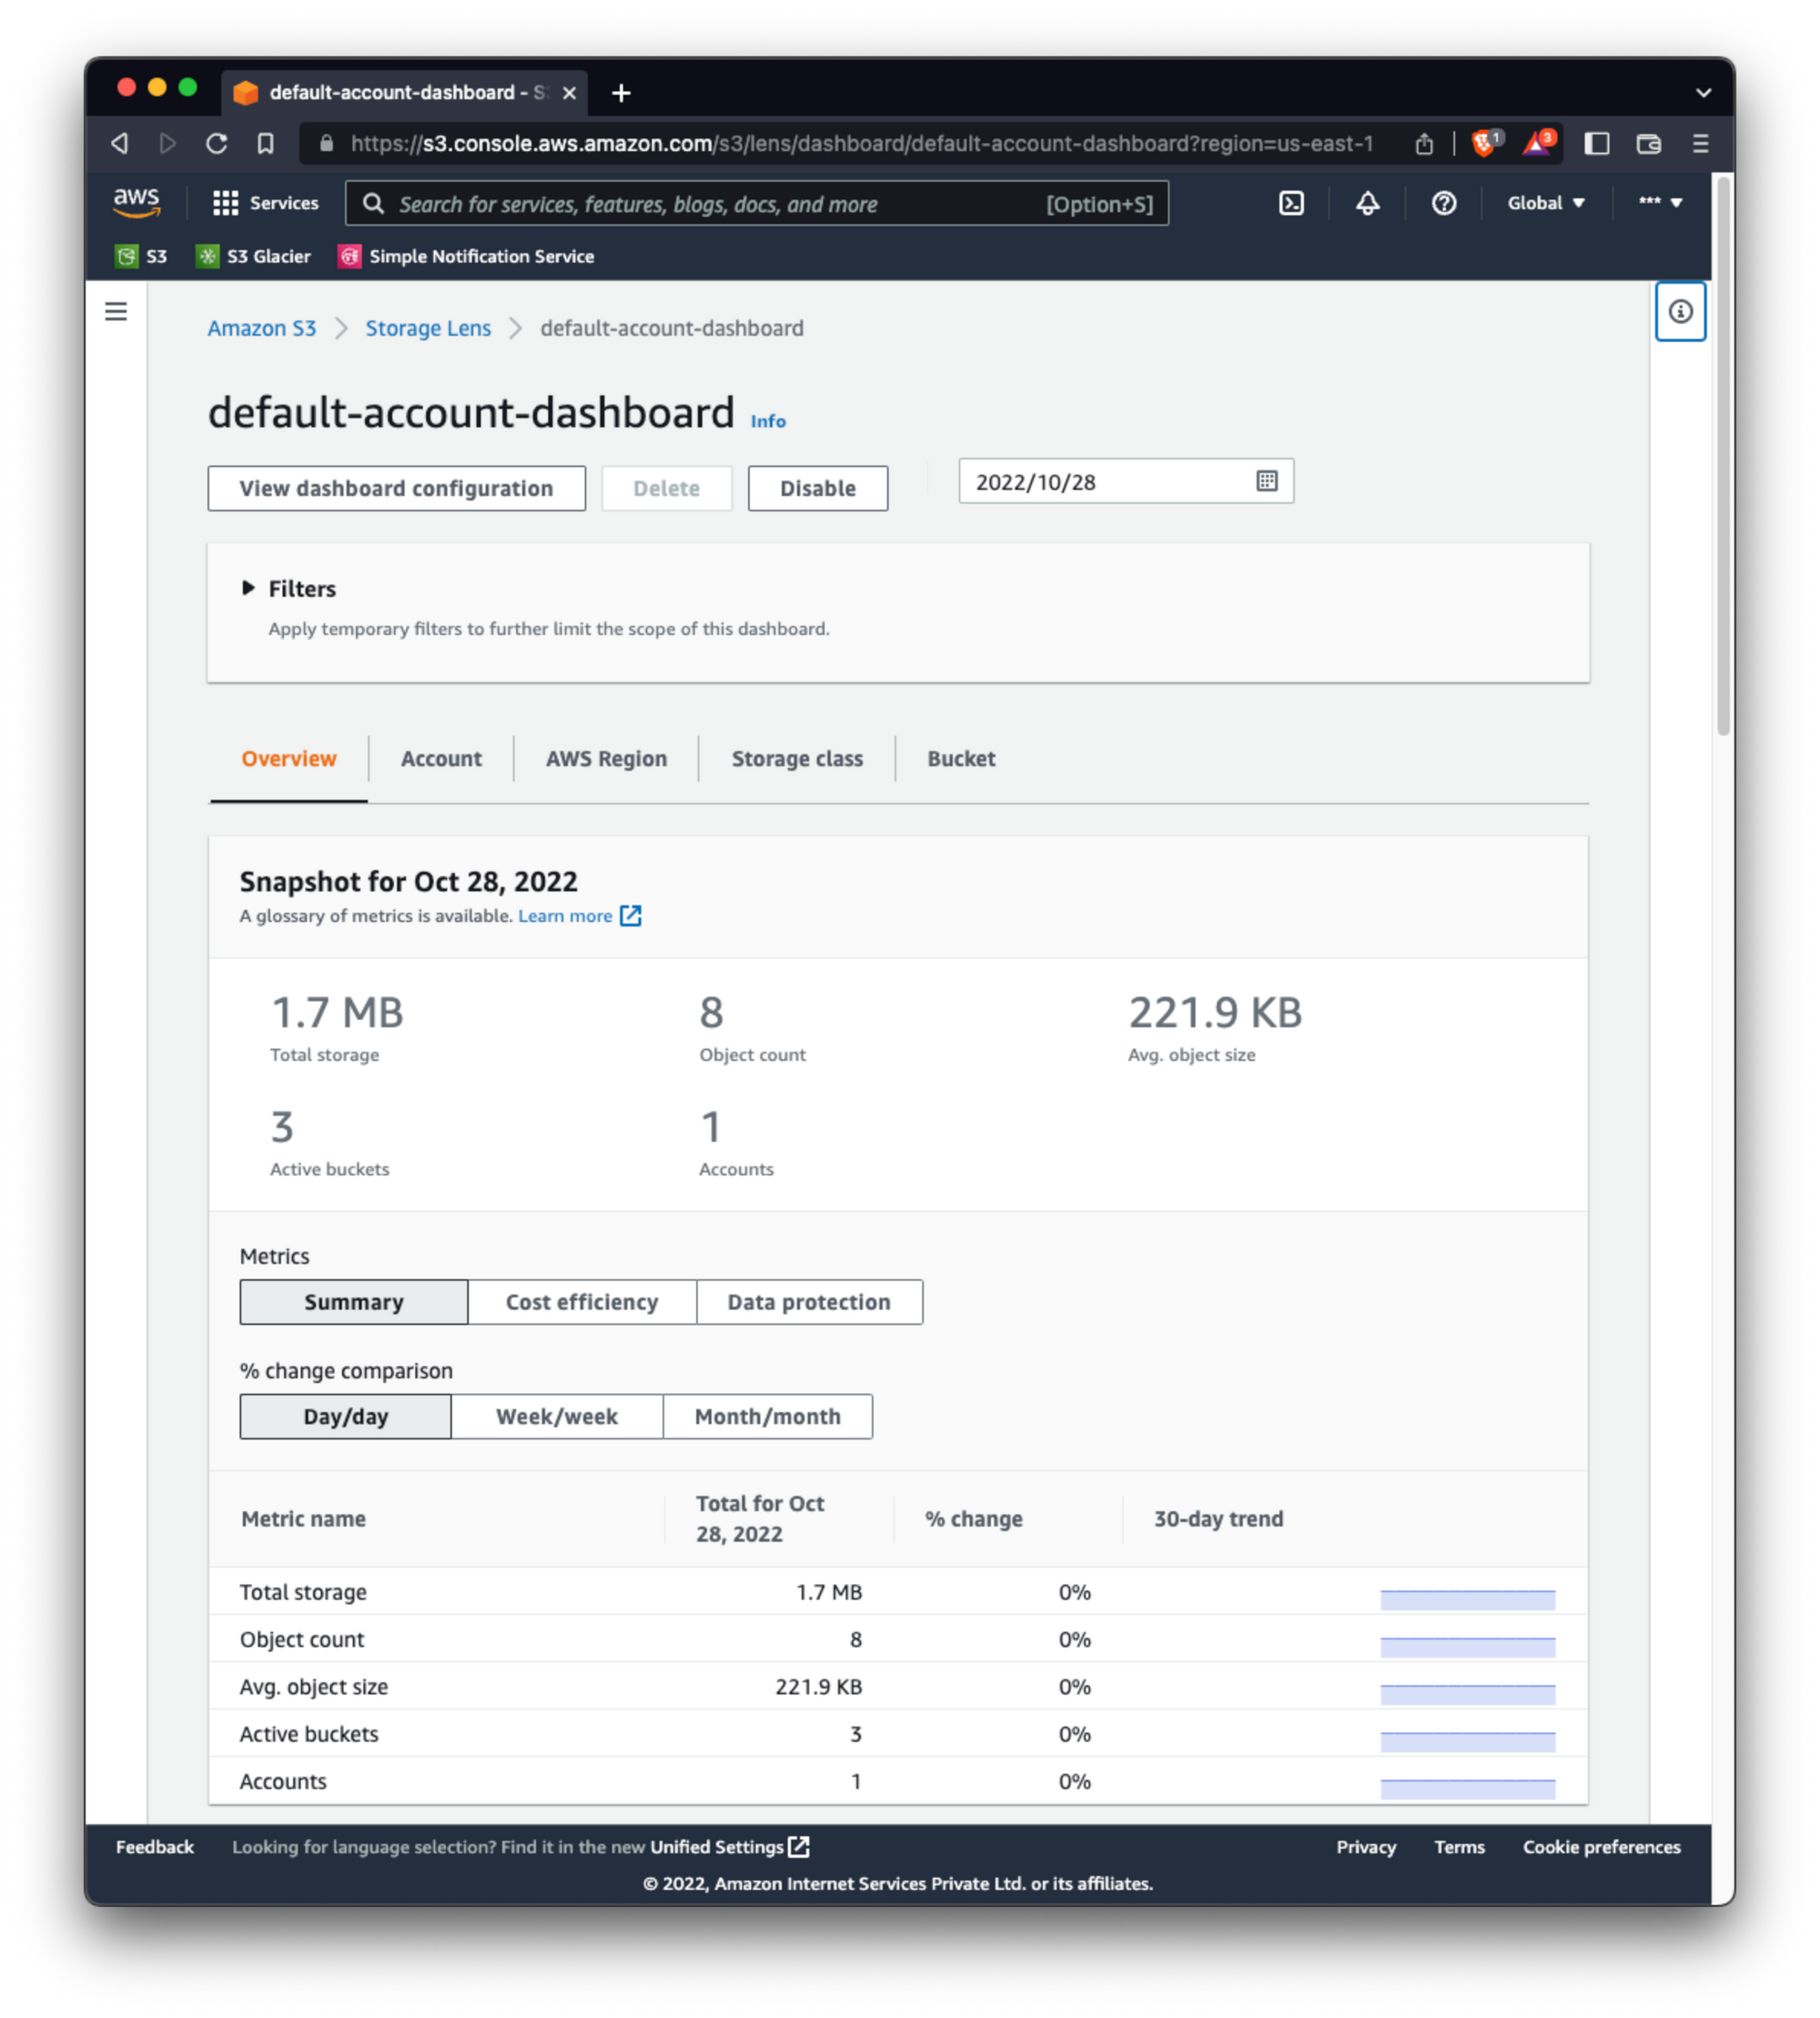 default-account-dashboard - S
https://s3.console.aws.amazon.com/s3/lens/dashboard/default-account-dashboard?region=us-east-1
1
3
aws
Services
Search for services, features, blogs, docs, and more
[Option+S]
Global
***
S3
S3 Glacier
Simple Notification Service
Amazon S3
Storage Lens
default-account-dashboard
default-account-dashboard
Info
View dashboard configuration
Delete
Disable
2022/10/28
Filters
Apply temporary filters to further limit the scope of this dashboard.
Overview
Account
AWS Region
Storage class
Bucket
Snapshot for Oct 28, 2022
A glossary of metrics is available. Learn more
1.7 MB
Total storage
8
Object count
221.9 KB
Avg. object size
3
Active buckets
1
Accounts
Metrics
Summary
Cost efficiency
Data protection
% change comparison
Day/day
Week/week
Month/month
Metric name
Total for Oct
28, 2022
% change
30-day trend
Total storage 1.7 MB 0%
Object count 8 0%
Avg. object size 221.9 KB 0%
Active buckets 3 0%
Accounts 1 0%
Feedback
Looking for language selection? Find it in the new Unified Settings
Privacy
Terms
Cookie preferences
© 2022, Amazon Internet Services Private Ltd. or its affiliates.